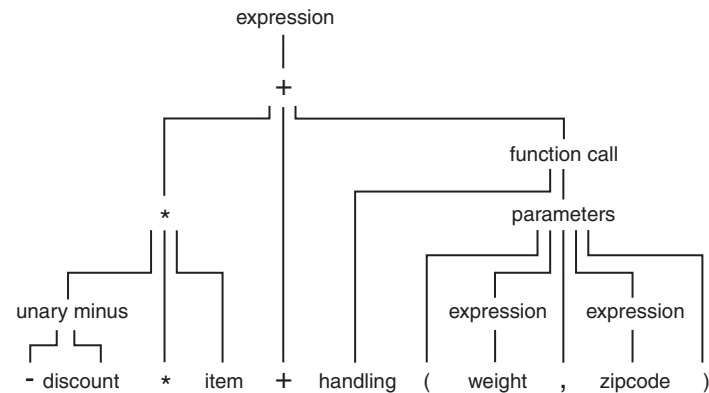 expression
+
function call
*
parameters
unary minus
expression expression
- discount * item + handling ( weight , zipcode )